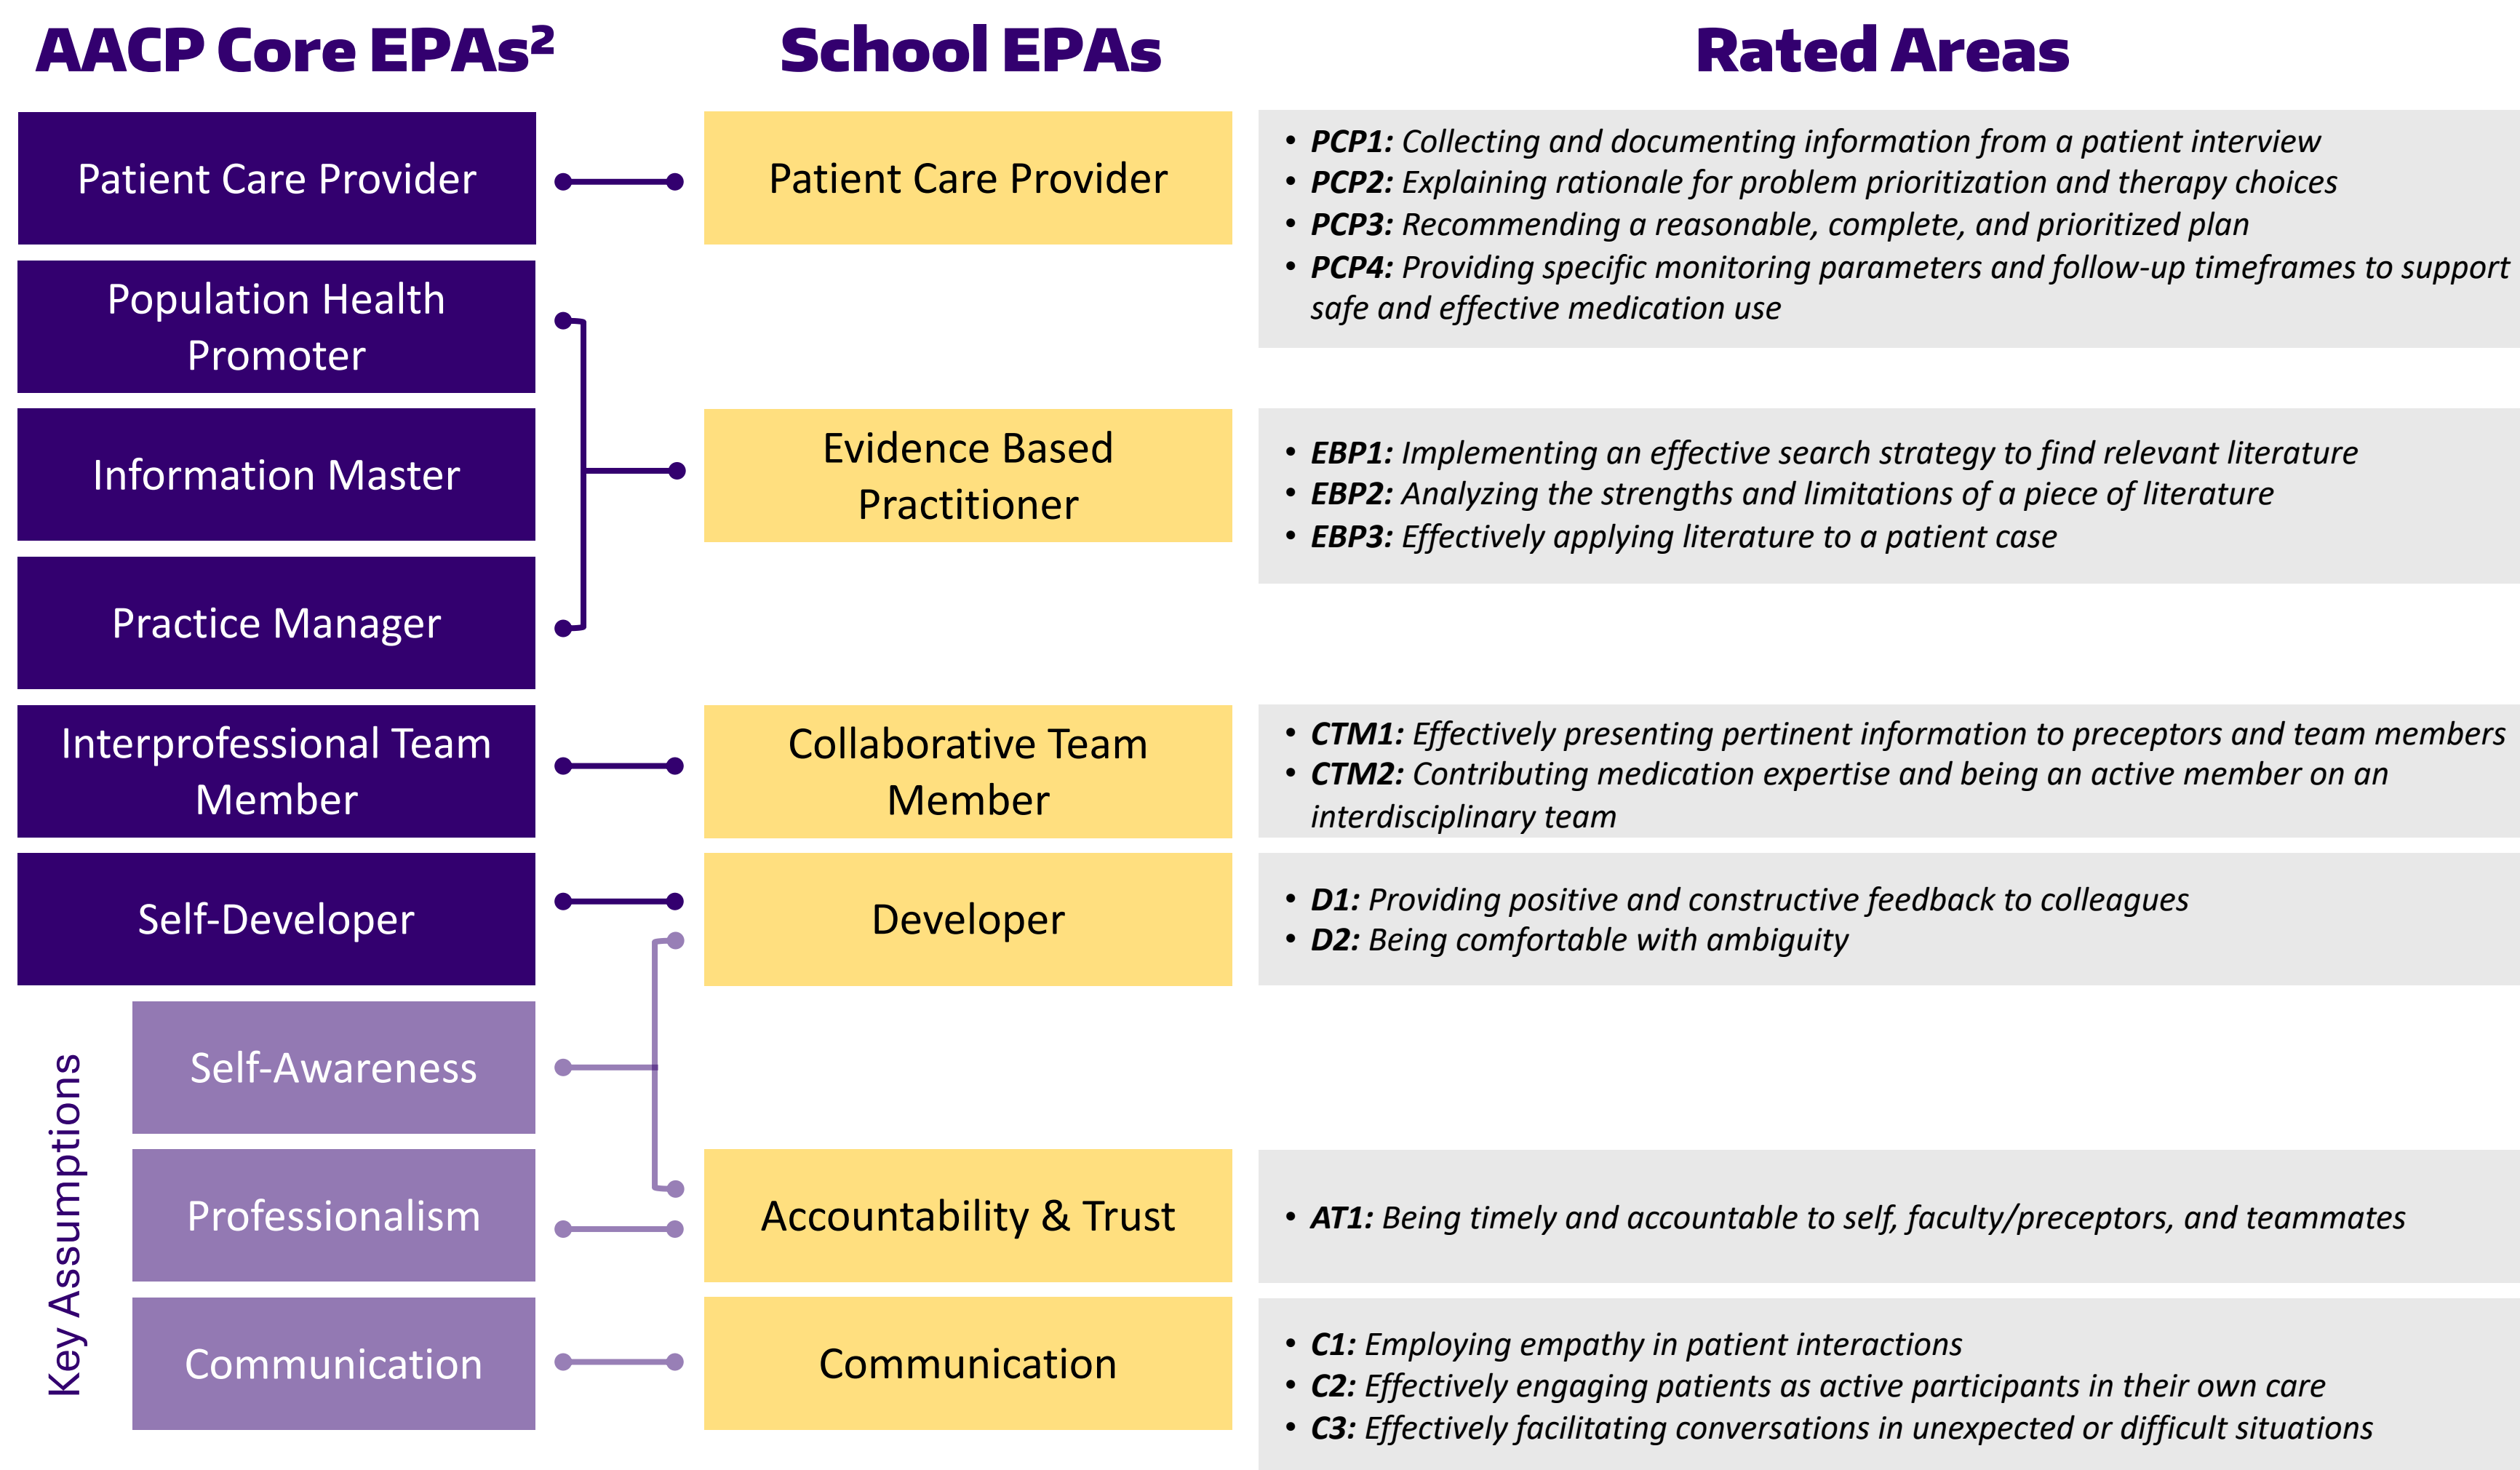 AACP Core EPAs²
School EPAs
Rated Areas
Patient Care Provider
Population Health
Promoter
Information Master
Practice Manager
Interprofessional Team
Member
Self-Developer
Key Assumptions
Self-Awareness
Professionalism
Communication
Patient Care Provider
Evidence Based
Practitioner
Collaborative Team
Member
Developer
Accountability & Trust
Communication
• PCP1: Collecting and documenting information from a patient interview
• PCP2: Explaining rationale for problem prioritization and therapy choices
• PCP3: Recommending a reasonable, complete, and prioritized plan
• PCP4: Providing specific monitoring parameters and follow-up timeframes to support
safe and effective medication use
• EBP1: Implementing an effective search strategy to find relevant literature
• EBP2: Analyzing the strengths and limitations of a piece of literature
• EBP3: Effectively applying literature to a patient case
• CTM1: Effectively presenting pertinent information to preceptors and team members
• CTM2: Contributing medication expertise and being an active member on an
interdisciplinary team
• D1: Providing positive and constructive feedback to colleagues
• D2: Being comfortable with ambiguity
• AT1: Being timely and accountable to self, faculty/preceptors, and teammates
• C1: Employing empathy in patient interactions
• C2: Effectively engaging patients as active participants in their own care
• C3: Effectively facilitating conversations in unexpected or difficult situations